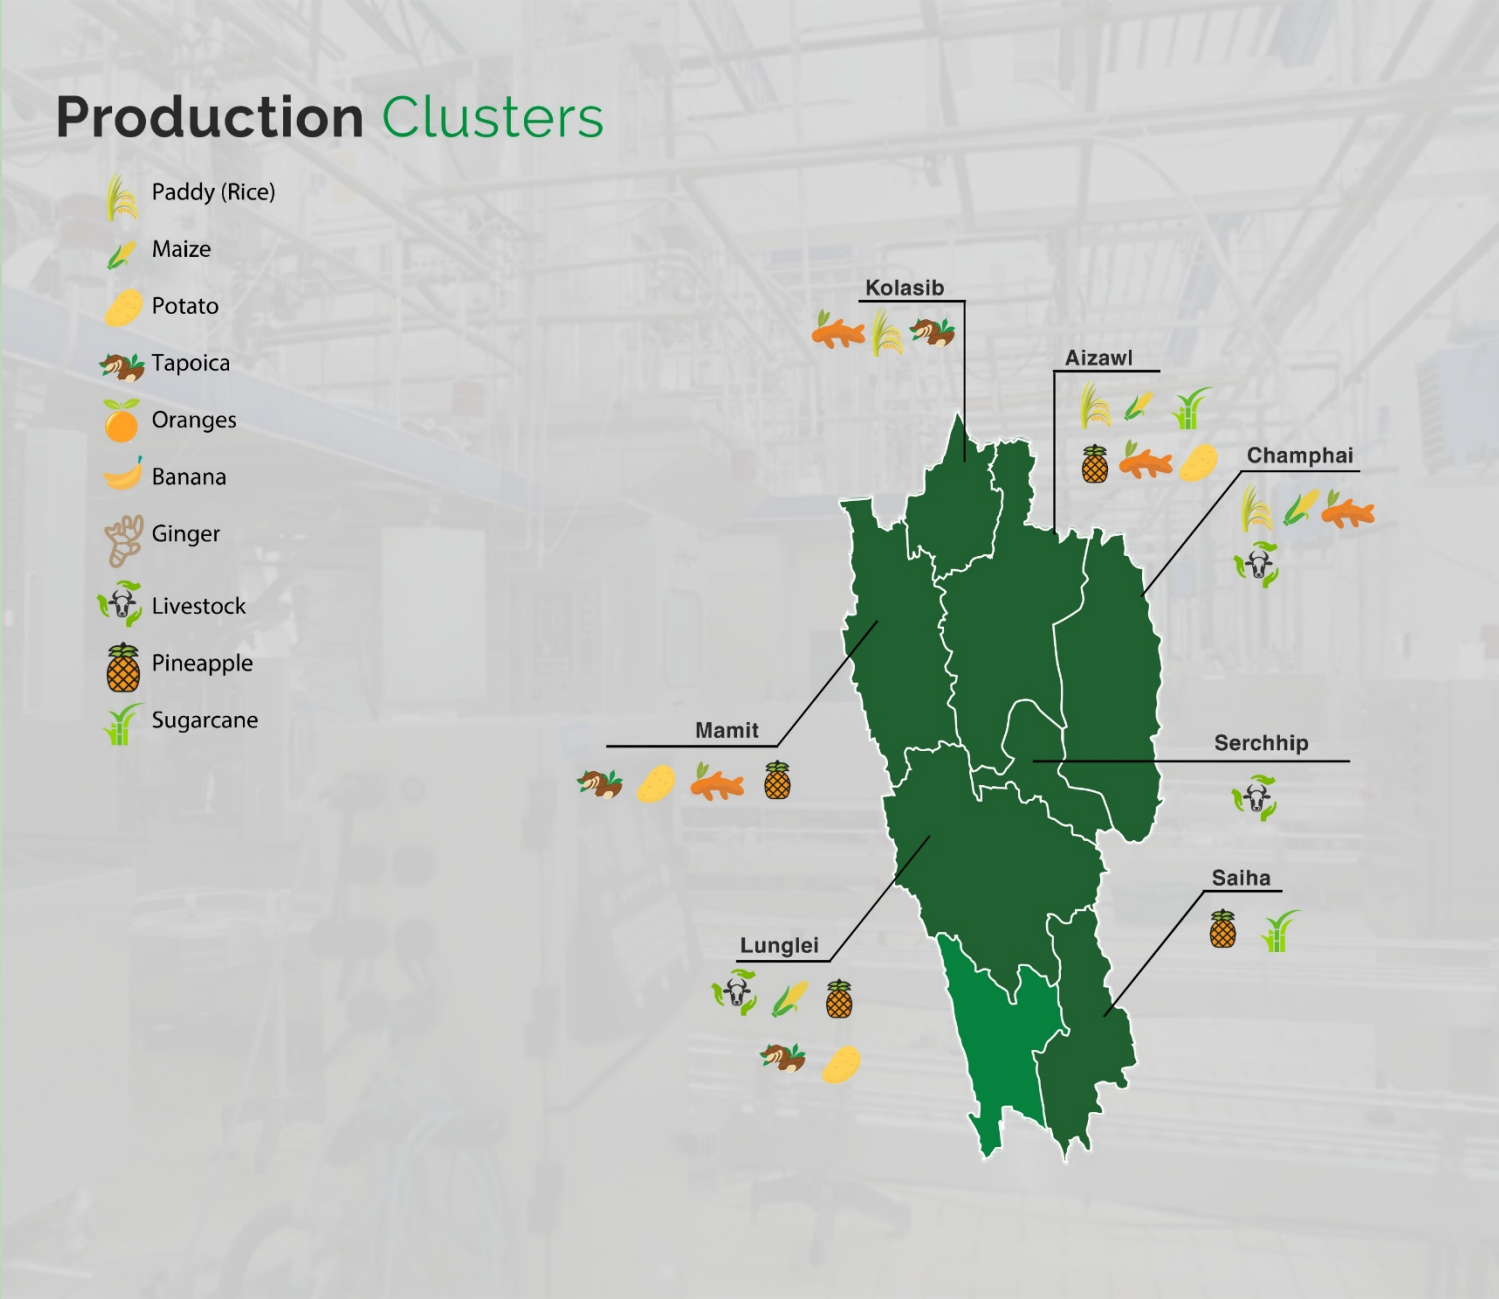 Production Clusters
Paddy (Rice)
Maize
Potato
Tapoica
Oranges
Banana
Ginger
Livestock
Pineapple
Sugarcane
Kolasib
Aizawl
Champhai
Mamit
Serchhip
Saiha
Lunglei